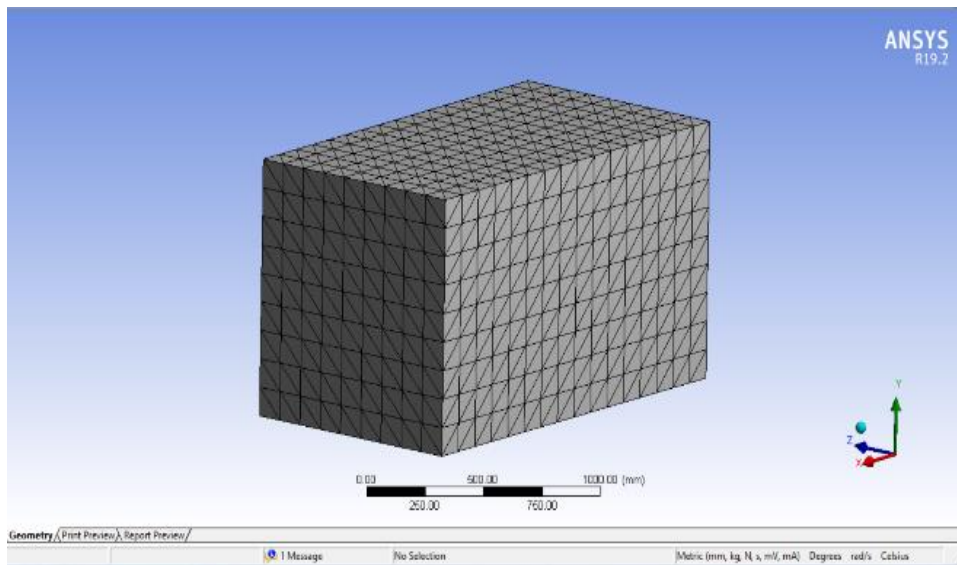 ANSYS
R19.2
Y
Z
X
0.00 500.00 1000.00 (mm)
250.00 750.00
Geometry Print Preview Report Preview
1 Message No Selection Metric (mm, kg, N, s, mV, mA) Degrees rad/s Celsius